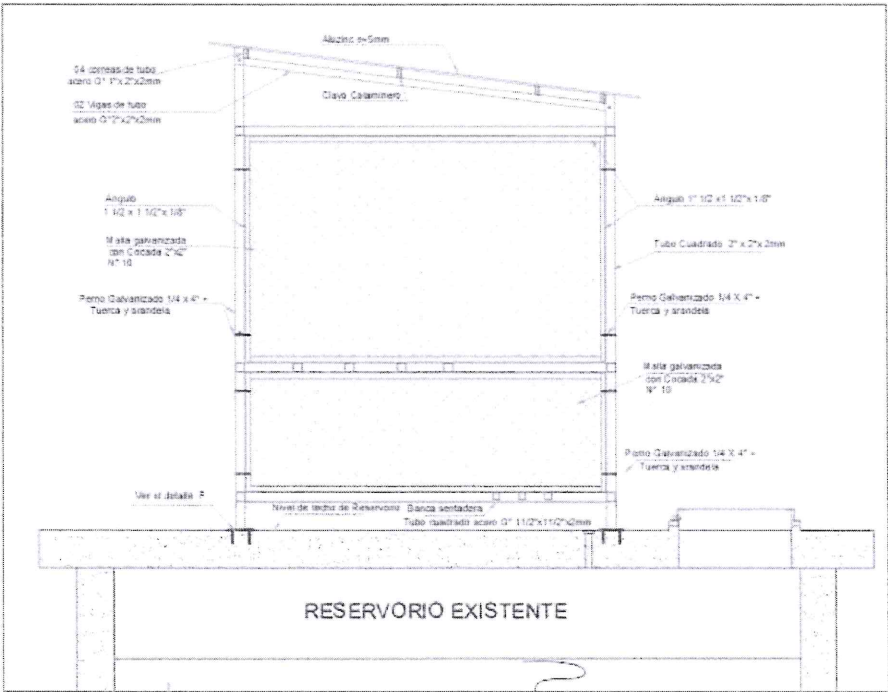 Aluzinc e=5mm
04 correas de tubo
acero G° 1"x 2"x2mm
02 Vigas de tubo
acero G°2"x2"x2mm
Clavo Calaminero
Angulo
1 1/2 x 1 1/2"x 1/8"
Angulo 1" 1/2 x1 1/2"x 1/8"
Malla galvanizada
con Cocada 2"x2"
N° 10
Tubo Cuadrado 2" x 2"x 2mm
Perno Galvanizado 1/4 x 4" +
Tuerca y arandela
Perno Galvanizado 1/4 X 4" +
Tuerca y arandela
Malla galvanizada
con Cocada 2"x2"
N° 10
Perno Galvanizado 1/4 X 4" +
Tuerca y arandela
Ver el detalle
Nivel de techo de Reservorio
Banca sentadera
Tubo cuadrado acero G° 11/2"x11/2"x2mm
RESERVORIO EXISTENTE